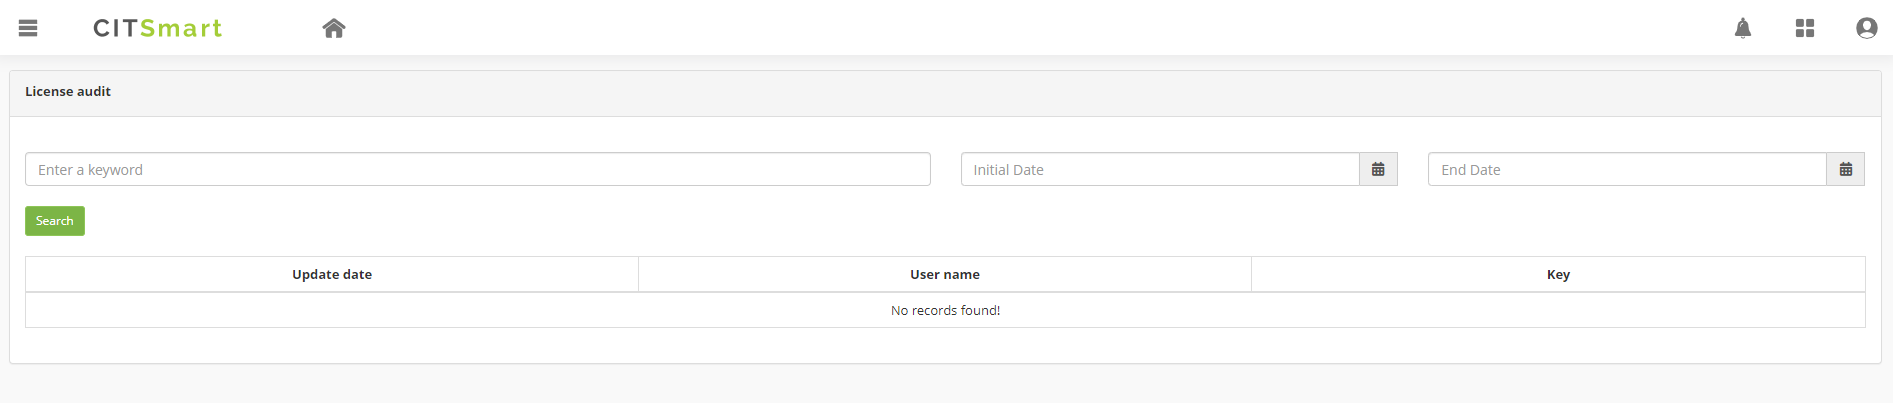 CITSmart
License audit
Enter a keyword Initial Date End Date
Search
Update date User name Key
No records found!